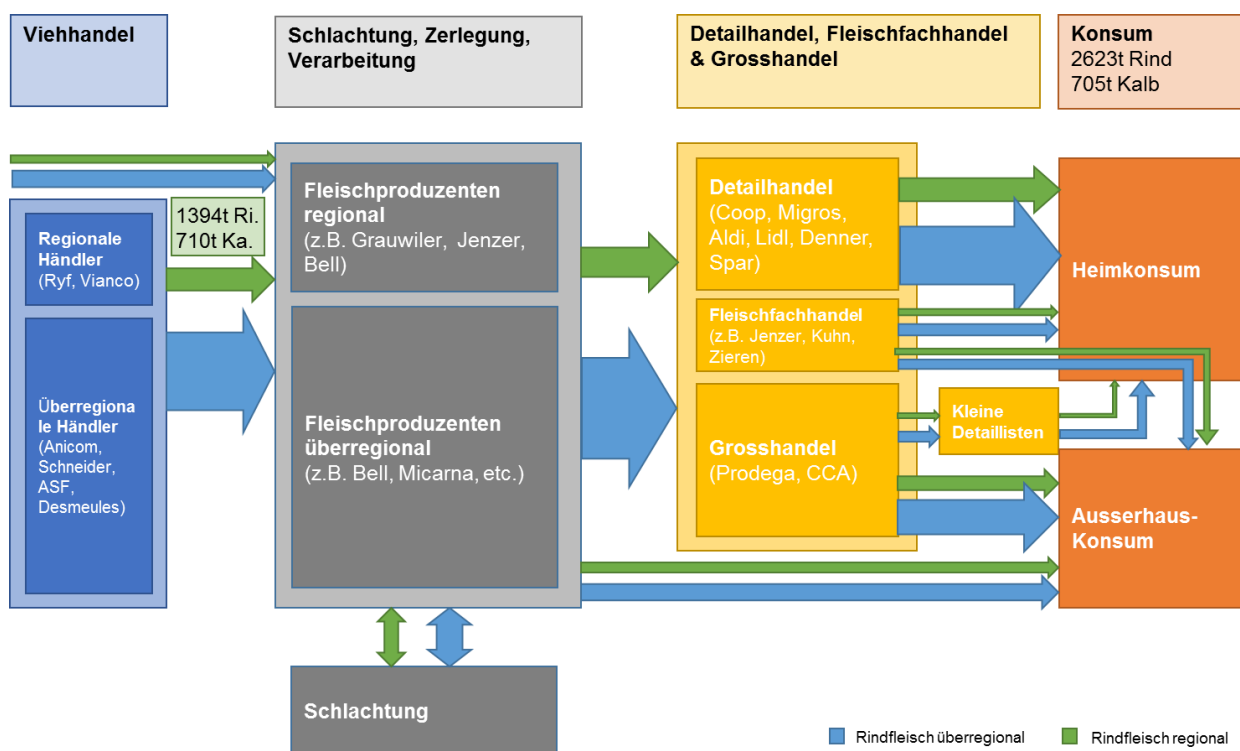 Viehhandel
Schlachtung, Zerlegung,
Verarbeitung
Detailhandel, Fleischfachhandel
& Grosshandel
Konsum
2623t Rind
705t Kalb
1394t Ri.
710t Ka.
Regionale
Händler
(Ryf, Vianco)
Überregiona
le Händler
(Anicom,
Schneider,
ASF,
Desmeules)
Fleischproduzenten
regional
(z.B. Grauwiler, Jenzer,
Bell)
Fleischproduzenten
überregional
(z.B. Bell, Micarna, etc.)
Schlachtung
Detailhandel
(Coop, Migros,
Aldi, Lidl, Denner,
Spar)
Fleischfachhandel
(z.B. Jenzer, Kuhn,
Zieren)
Grosshandel
(Prodega, CCA)
Kleine
Detaillisten
Heimkonsum
Ausserhaus-
Konsum
Rindfleisch überregional
Rindfleisch regional